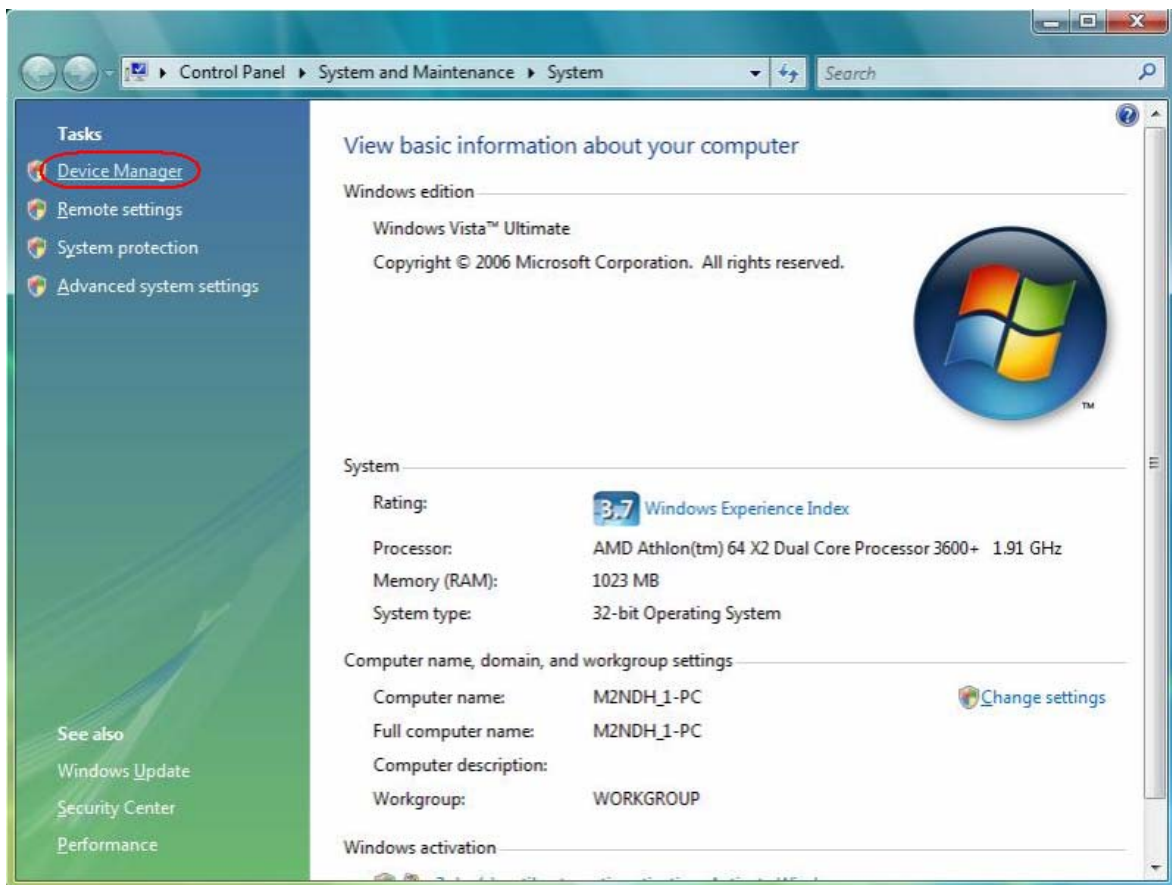 Control Panel ▸ System and Maintenance ▸ System
Search
Tasks
Device Manager
Remote settings
System protection
Advanced system settings
See also
Windows Update
Security Center
Performance
View basic information about your computer
Windows edition
Windows Vista™ Ultimate
Copyright © 2006 Microsoft Corporation. All rights reserved.
TM
System
Rating: 3,7 Windows Experience Index
Processor: AMD Athlon(tm) 64 X2 Dual Core Processor 3600+ 1.91 GHz
Memory (RAM): 1023 MB
System type: 32-bit Operating System
Computer name, domain, and workgroup settings
Computer name: M2NDH_1-PC Change settings
Full computer name: M2NDH_1-PC
Computer description:
Workgroup: WORKGROUP
Windows activation